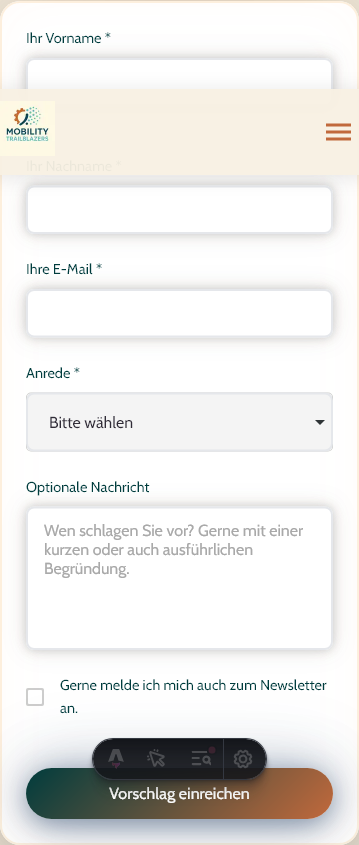 Ihr Vorname *
MOBILITY
TRAILBLAZERS
Ihr Nachname *
Ihre E-Mail *
Anrede *
Bitte wählen
Optionale Nachricht
Wen schlagen Sie vor? Gerne mit einer
kurzen oder auch ausführlichen
Begründung.
Gerne melde ich mich auch zum Newsletter
an.
Vorschlag einreichen